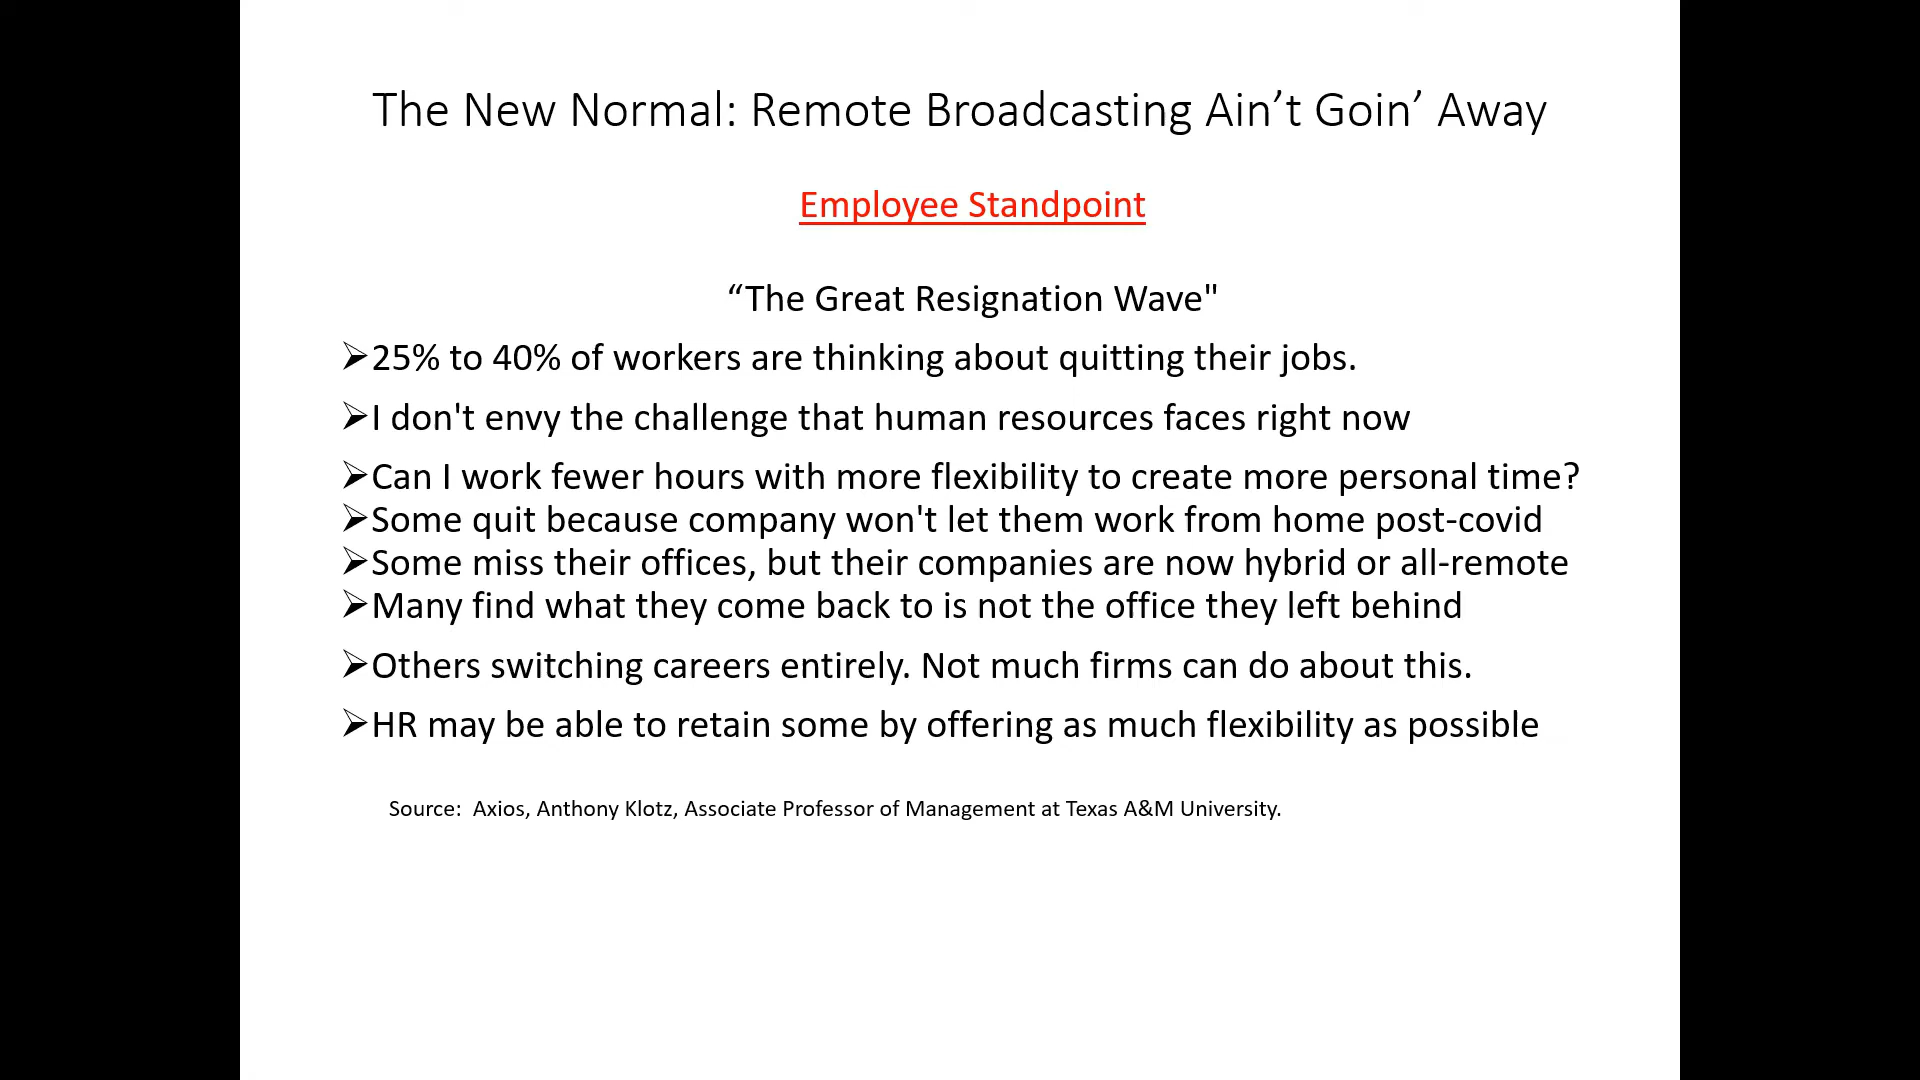 The New Normal: Remote Broadcasting Ain’t Goin’ Away
Employee Standpoint
“The Great Resignation Wave"
➢25% to 40% of workers are thinking about quitting their jobs.
➢I don't envy the challenge that human resources faces right now
➢Can I work fewer hours with more flexibility to create more personal time?
➢Some quit because company won't let them work from home post-covid
➢Some miss their offices, but their companies are now hybrid or all-remote
➢Many find what they come back to is not the office they left behind
➢Others switching careers entirely. Not much firms can do about this.
➢HR may be able to retain some by offering as much flexibility as possible
Source:  Axios, Anthony Klotz, Associate Professor of Management at Texas A&M University.